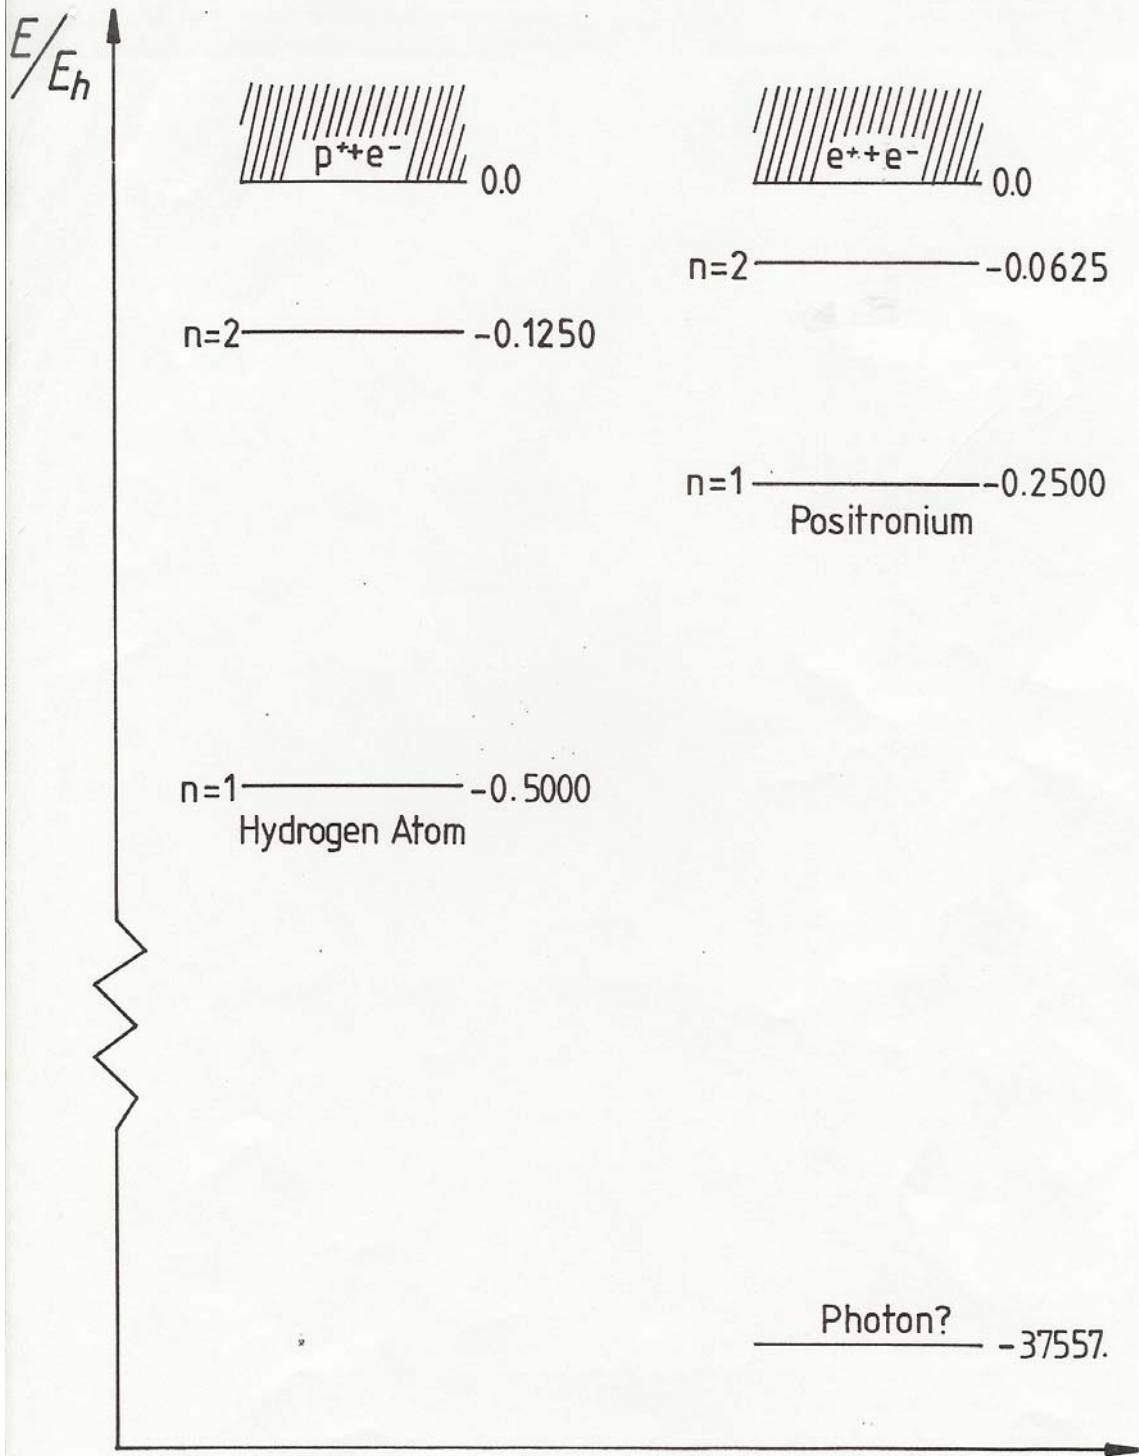 E/Eh
p⁺+e⁻
0.0
e⁺+e⁻
0.0
n=2
-0.0625
n=2
-0.1250
n=1
-0.2500
Positronium
n=1
-0.5000
Hydrogen Atom
Photon?
-37557.